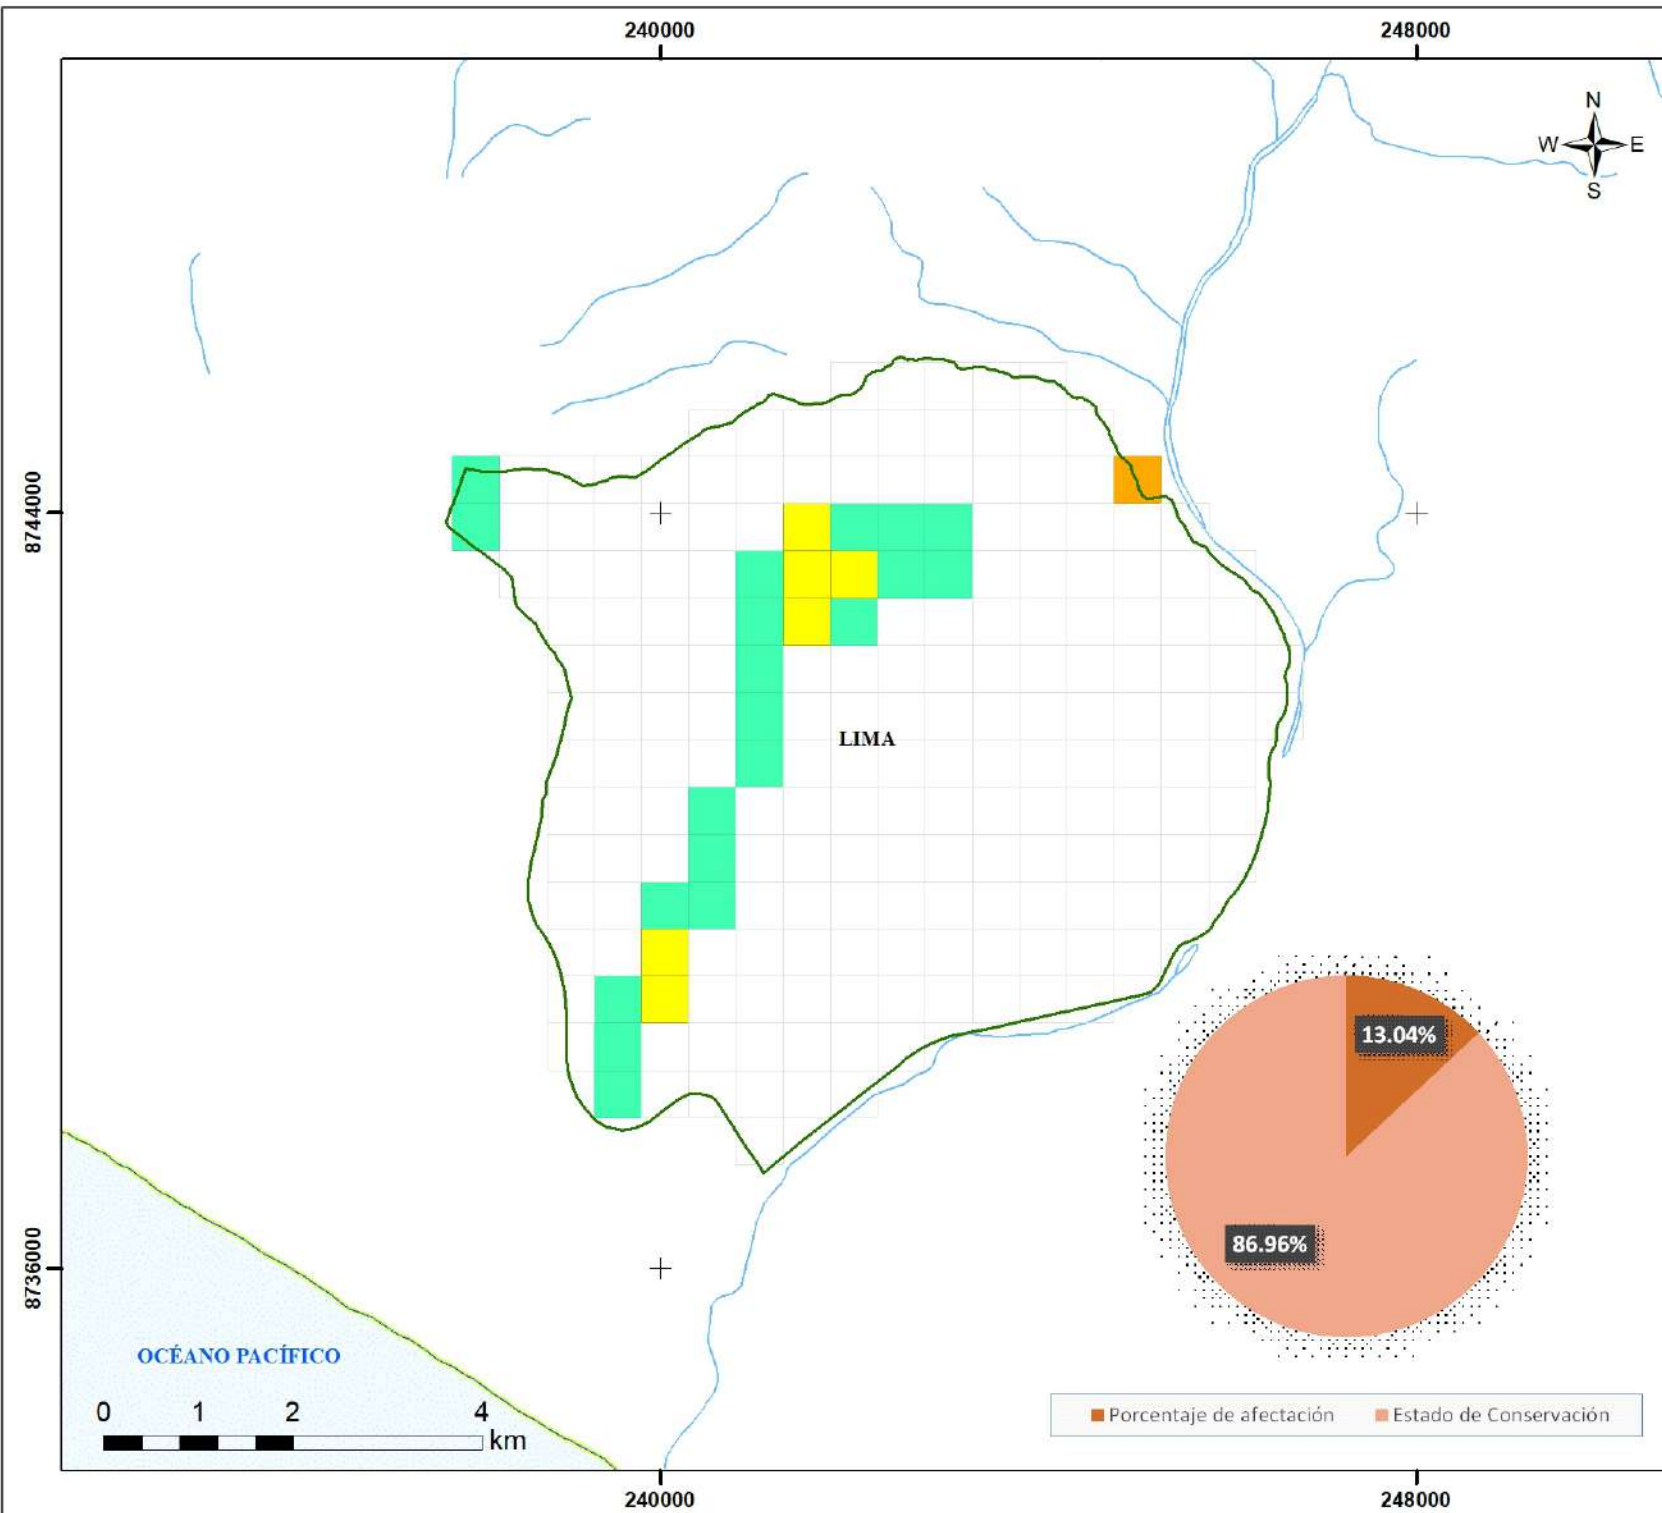 240000 248000
N
W E
S
8744000
LIMA
13.04%
86.96%
8736000
OCÉANO PACÍFICO
0 1 2 4
km
Porcentaje de afectación Estado de Conservación
240000 248000